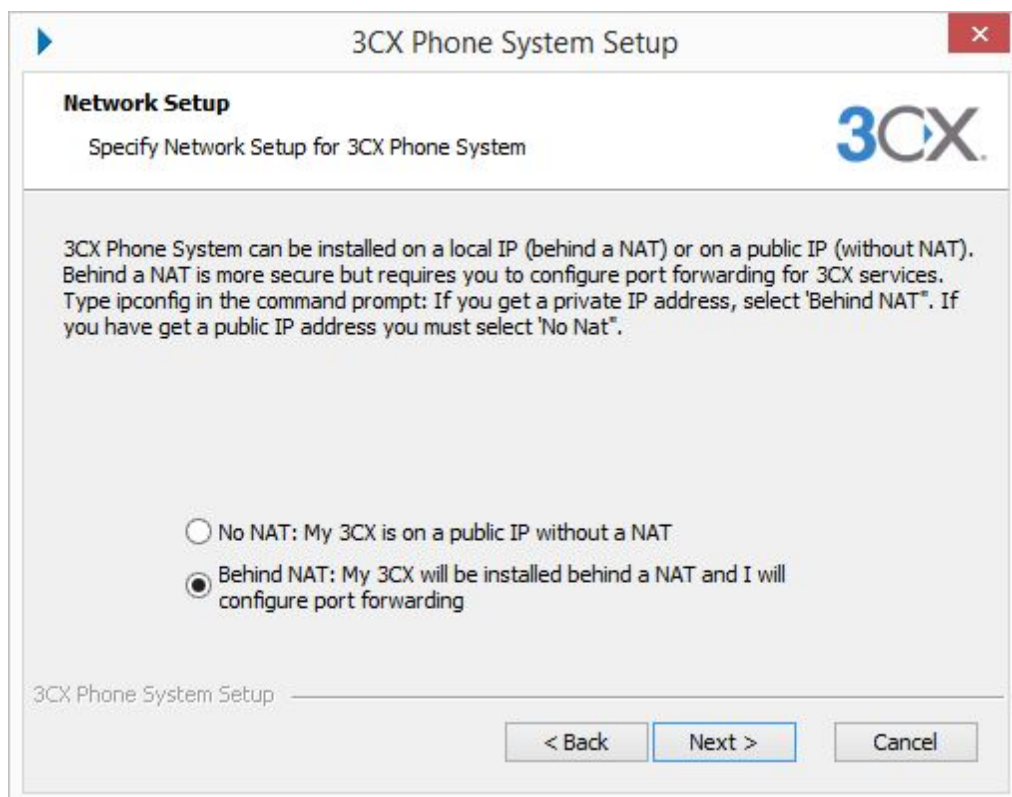 3CX Phone System Setup
Network Setup
Specify Network Setup for 3CX Phone System
3CX.
3CX Phone System can be installed on a local IP (behind a NAT) or on a public IP (without NAT).
Behind a NAT is more secure but requires you to configure port forwarding for 3CX services.
Type ipconfig in the command prompt: If you get a private IP address, select 'Behind NAT". If
you have get a public IP address you must select 'No Nat".
No NAT: My 3CX is on a public IP without a NAT
Behind NAT: My 3CX will be installed behind a NAT and I will
configure port forwarding
3CX Phone System Setup
< Back Next > Cancel